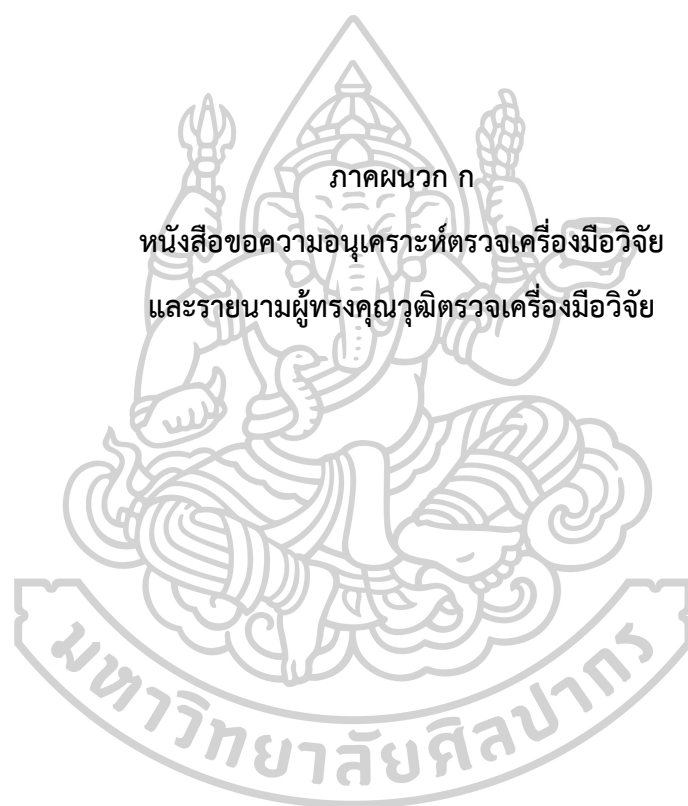 ภาคผนวก ก
หนังสือขอความอนุเคราะห์ตรวจเครื่องมือวิจัย
และรายนามผู้ทรงคุณวุฒิตรวจเครื่องมือวิจัย
มหาวิทยาลัยศิลปากร